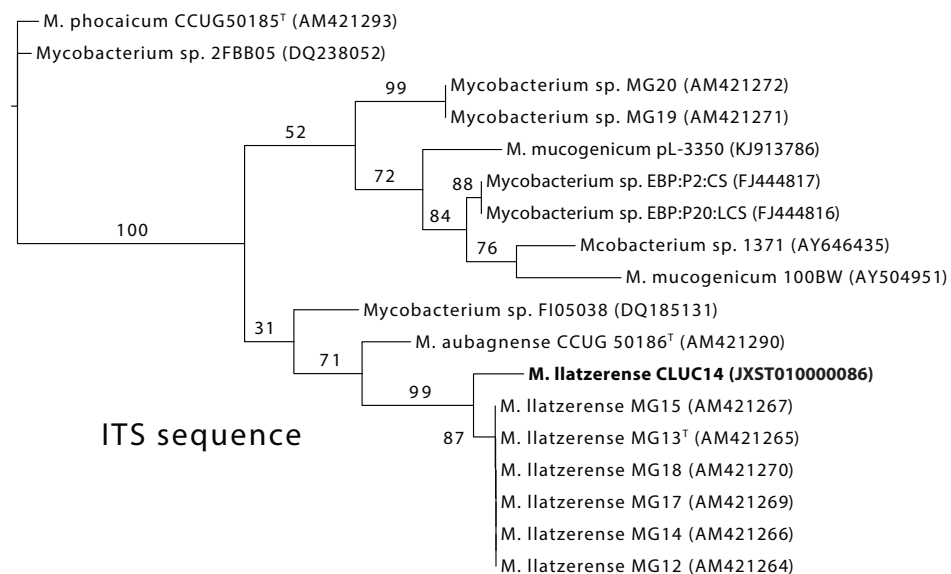 M. phocaicum CCUG50185ᵀ (AM421293)
Mycobacterium sp. 2FBB05 (DQ238052)
99
Mycobacterium sp. MG20 (AM421272)
Mycobacterium sp. MG19 (AM421271)
52
M. mucogenicum pL-3350 (KJ913786)
72
88
Mycobacterium sp. EBP:P2:CS (FJ444817)
84
Mycobacterium sp. EBP:P20:LCS (FJ444816)
100
76
Mcobacterium sp. 1371 (AY646435)
M. mucogenicum 100BW (AY504951)
Mycobacterium sp. FI05038 (DQ185131)
31
M. aubagnense CCUG 50186ᵀ (AM421290)
71
M. llatzerense CLUC14 (JXST010000086)
99
M. llatzerense MG15 (AM421267)
ITS sequence
87
M. llatzerense MG13ᵀ (AM421265)
M. llatzerense MG18 (AM421270)
M. llatzerense MG17 (AM421269)
M. llatzerense MG14 (AM421266)
M. llatzerense MG12 (AM421264)